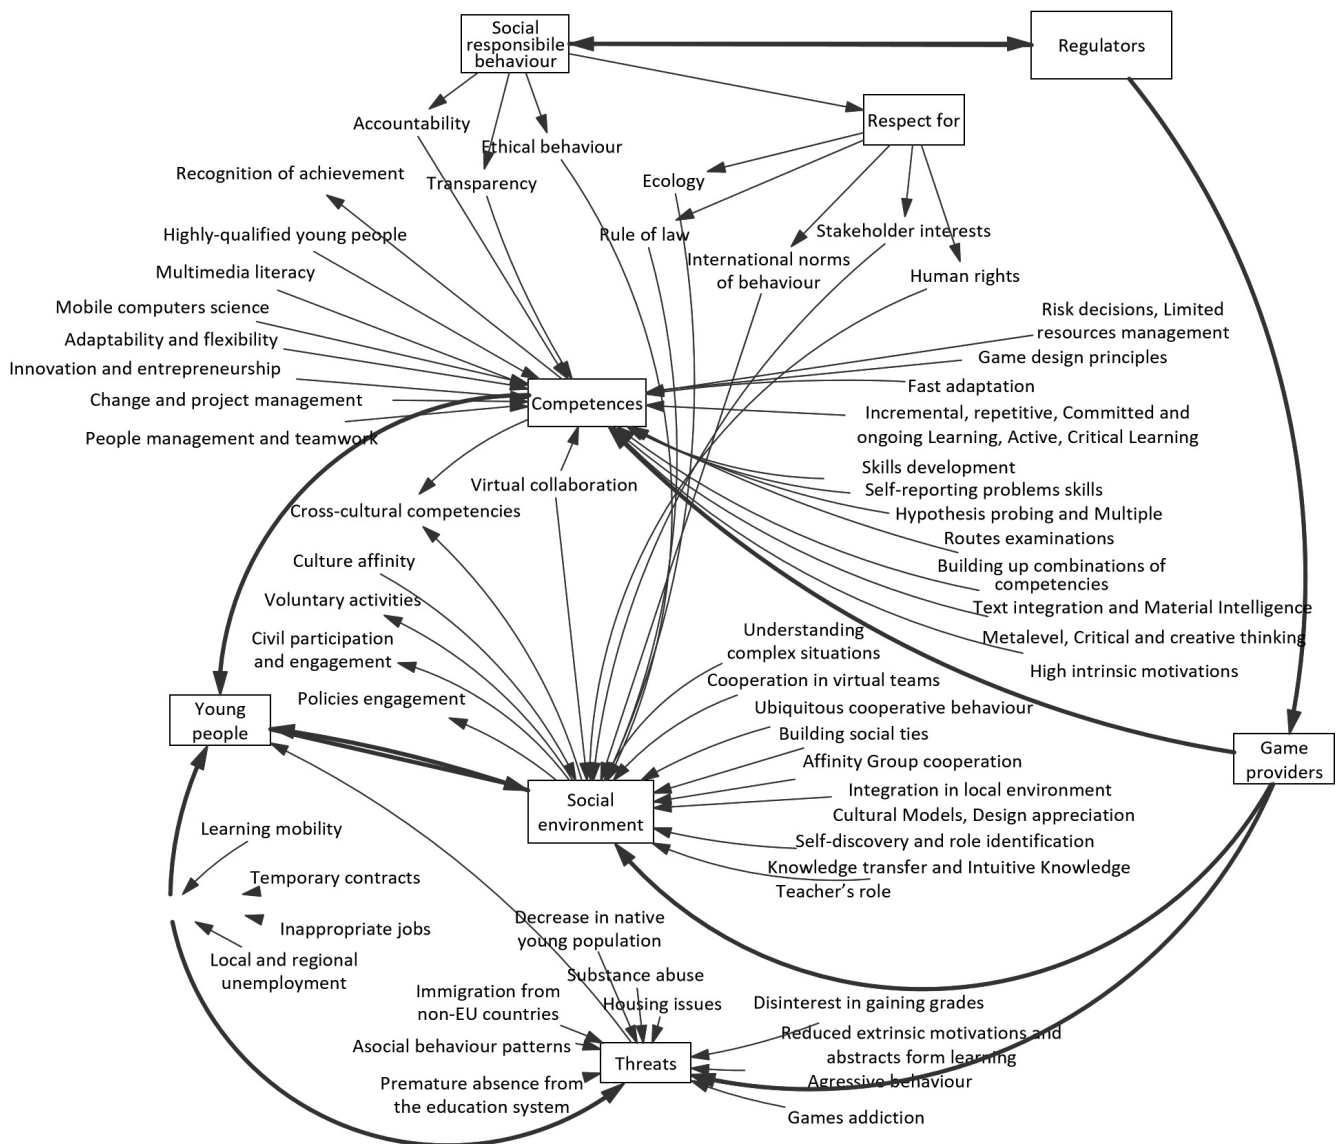 Social
responsibile
behaviour
Regulators
Accountability
Ethical behaviour
Respect for
Recognition of achievement
Transparency
Ecology
Highly-qualified young people
Rule of law
Stakeholder interests
International norms
of behaviour
Human rights
Multimedia literacy
Mobile computers science
Adaptability and flexibility
Innovation and entrepreneurship
Change and project management
People management and teamwork
Competences
Risk decisions, Limited
resources management
Game design principles
Fast adaptation
Incremental, repetitive, Committed and
ongoing Learning, Active, Critical Learning
Skills development
Self-reporting problems skills
Hypothesis probing and Multiple
Routes examinations
Building up combinations of
competencies
Text integration and Material Intelligence
Metalevel, Critical and creative thinking
High intrinsic motivations
Virtual collaboration
Cross-cultural competencies
Culture affinity
Voluntary activities
Civil participation
and engagement
Policies engagement
Understanding
complex situations
Cooperation in virtual teams
Ubiquitous cooperative behaviour
Building social ties
Affinity Group cooperation
Integration in local environment
Cultural Models, Design appreciation
Self-discovery and role identification
Knowledge transfer and Intuitive Knowledge
Teacher's role
Young
people
Social
environment
Game
providers
Learning mobility
Temporary contracts
Inappropriate jobs
Local and regional
unemployment
Decrease in native
young population
Substance abuse
Housing issues
Immigration from
non-EU countries
Asocial behaviour patterns
Premature absence from
the education system
Threats
Disinterest in gaining grades
Reduced extrinsic motivations and
abstracts form learning
Agressive behaviour
Games addiction